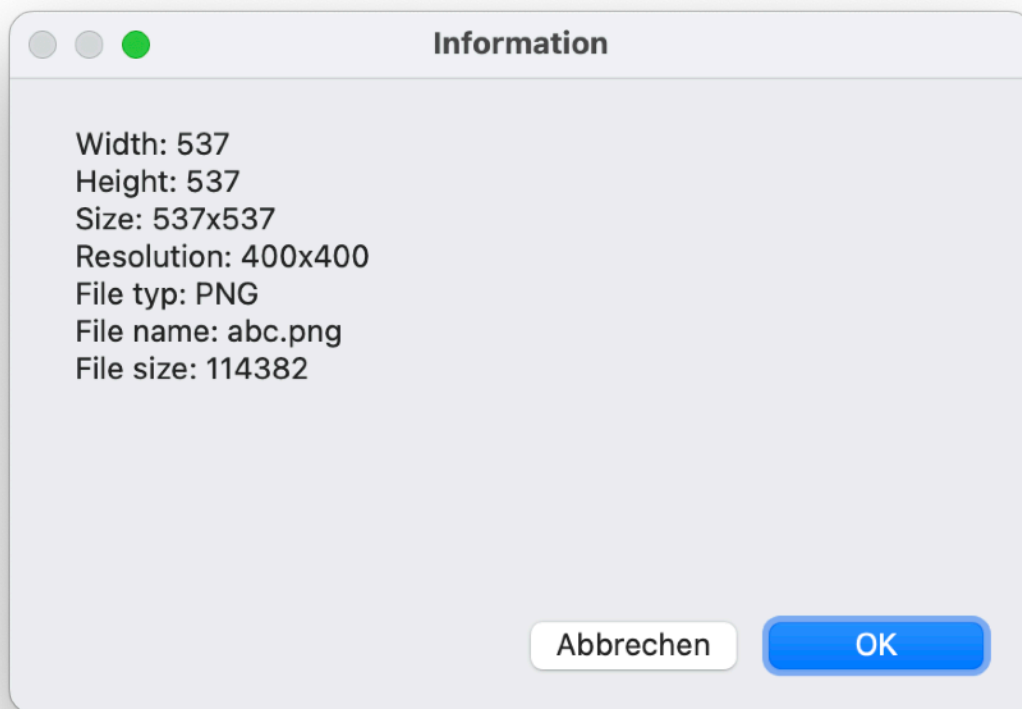 Information
Width: 537
Height: 537
Size: 537x537
Resolution: 400x400
File typ: PNG
File name: abc.png
File size: 114382
Abbrechen
OK